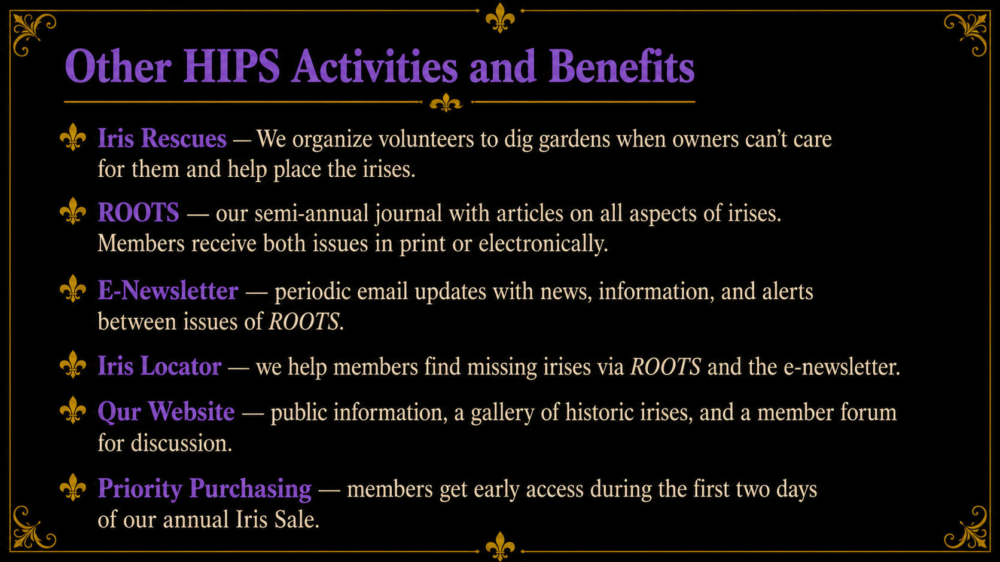 Other HIPS Activities and Benefits
Iris Rescues — We organize volunteers to dig gardens when owners can’t care
for them and help place the irises.
ROOTS — our semi-annual journal with articles on all aspects of irises.
Members receive both issues in print or electronically.
E-Newsletter — periodic email updates with news, information, and alerts
between issues of ROOTS.
Iris Locator — we help members find missing irises via ROOTS and the e-newsletter.
Qur Website — public information, a gallery of historic irises, and a member forum
for discussion.
Priority Purchasing — members get early access during the first two days
of our annual Iris Sale.